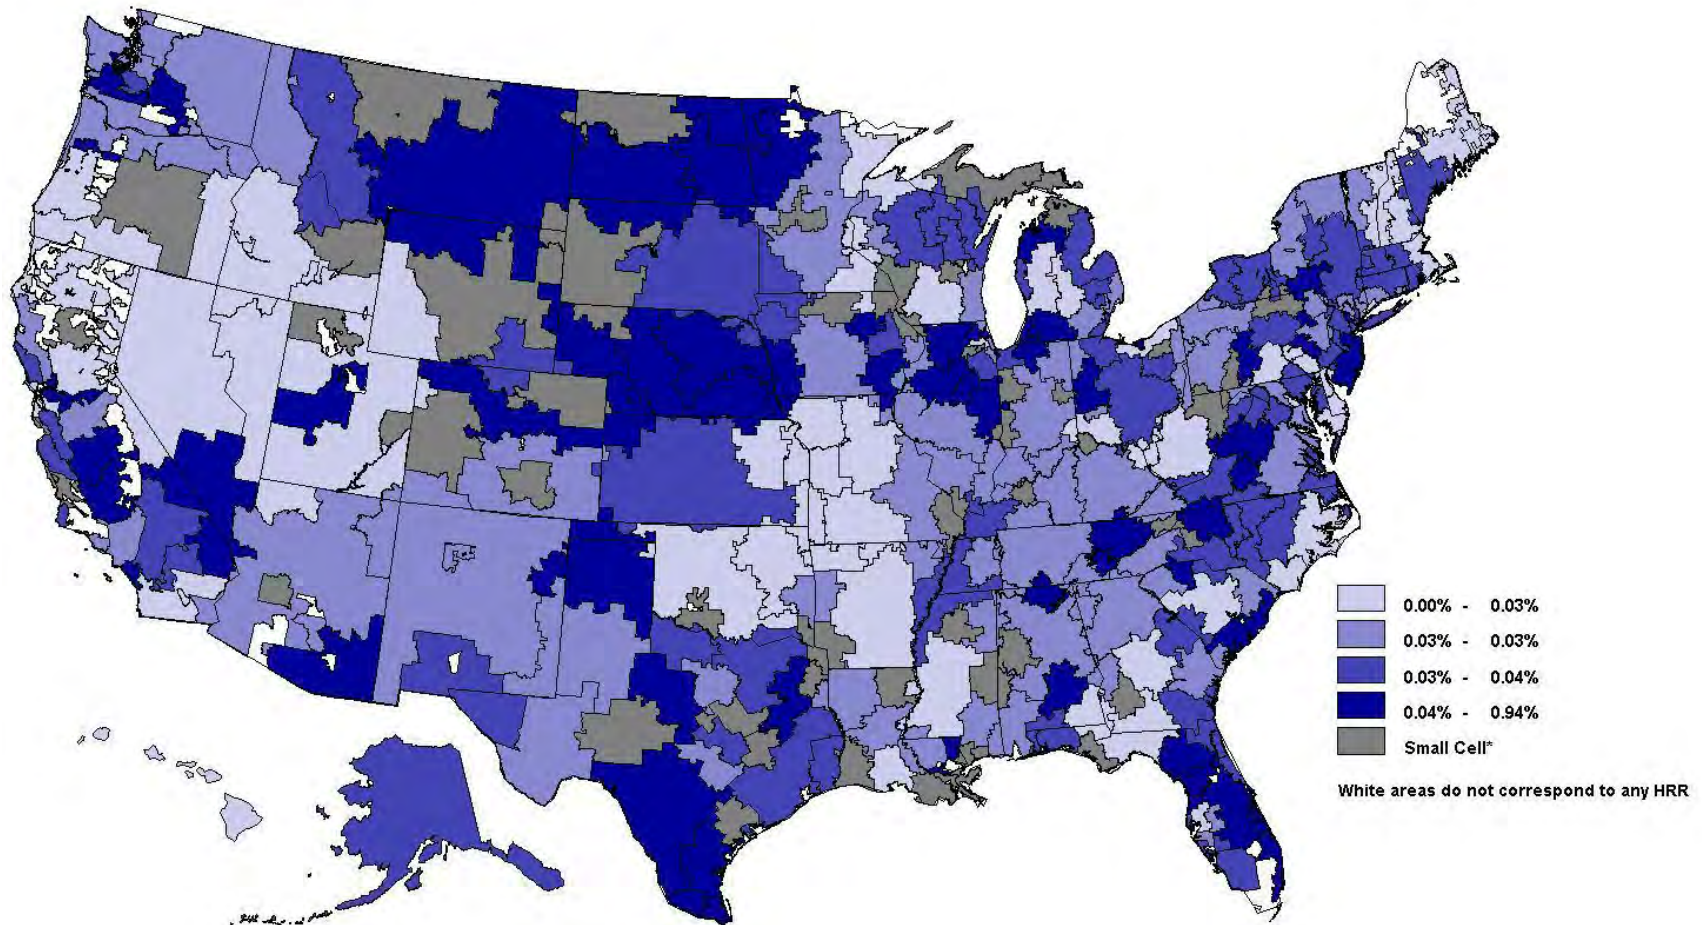 0.00% - 0.03%
0.03% - 0.03%
0.03% - 0.04%
0.04% - 0.94%
Small Cell*
White areas do not correspond to any HRR